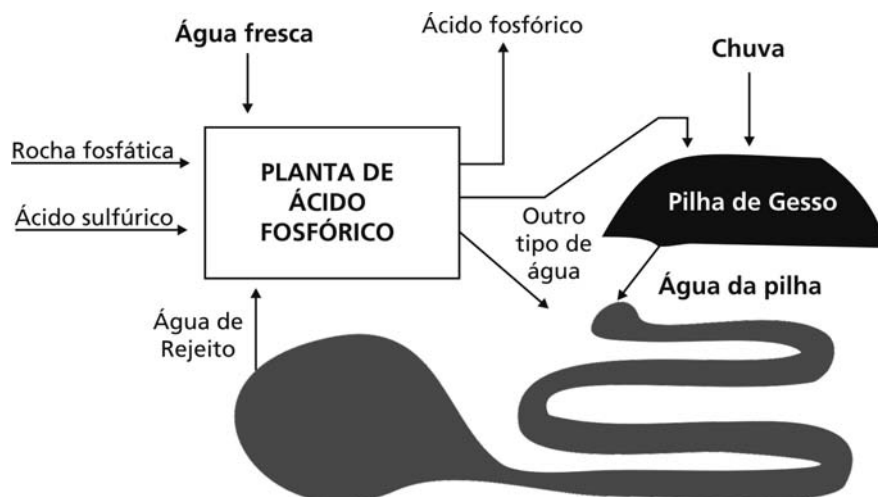 Água fresca
Ácido fosfórico
Chuva
Rocha fosfática
Ácido sulfúrico
PLANTA DE
ÁCIDO
FOSFÓRICO
Outro
tipo de
água
Pilha de Gesso
Água da pilha
Água de
Rejeito